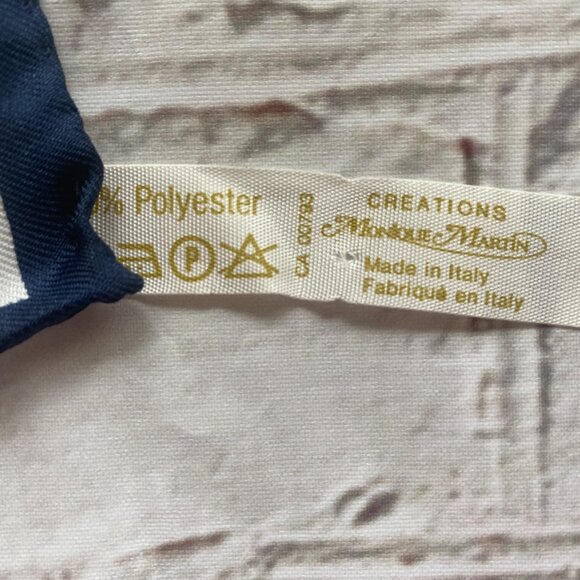 % Polyester
P
CA 00793
CREATIONS
Monique Martin
Made in Italy
Fabriqué en Italy